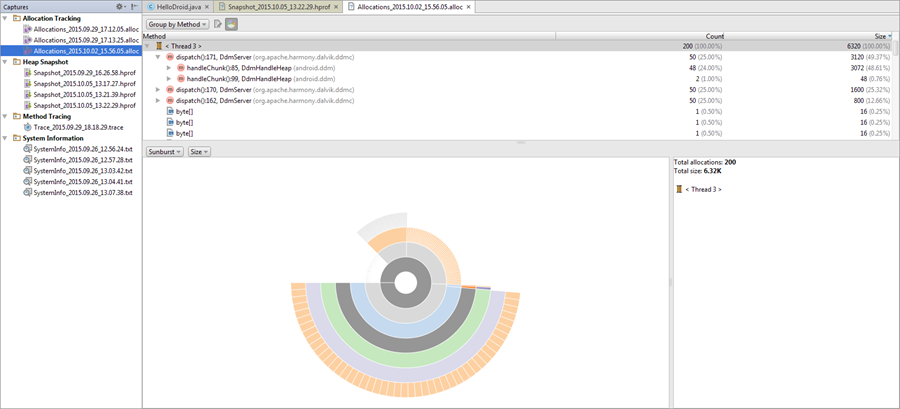 Captures
HelloDroid.java
Snapshot_2015.10.05_13.22.29.hprof
Allocations_2015.10.02_15.56.05.alloc
Allocation Tracking
Allocations_2015.09.29_17.12.05.alloc
Allocations_2015.09.29_17.13.25.alloc
Allocations_2015.10.02_15.56.05.alloc
Heap Snapshot
Snapshot_2015.09.29_16.26.58.hprof
Snapshot_2015.10.05_13.17.27.hprof
Snapshot_2015.10.05_13.21.39.hprof
Snapshot_2015.10.05_13.22.29.hprof
Method Tracing
Trace_2015.09.29_18.18.29.trace
System Information
SystemInfo_2015.09.26_12.56.24.txt
SystemInfo_2015.09.26_12.57.28.txt
SystemInfo_2015.09.26_13.03.42.txt
SystemInfo_2015.09.26_13.04.41.txt
SystemInfo_2015.09.26_13.07.38.txt
Group by Method
Method Count Size
< Thread 3 > 200 (100.00%) 6320 (100.00%)
dispatch():171, DdmServer (org.apache.harmony.dalvik.ddmc) 50 (25.00%) 3120 (49.37%)
handleChunk():85, DdmHandleHeap (android.ddm) 48 (24.00%) 3072 (48.61%)
handleChunk():99, DdmHandleHeap (android.ddm) 2 (1.00%) 48 (0.76%)
dispatch():170, DdmServer (org.apache.harmony.dalvik.ddmc) 50 (25.00%) 1600 (25.32%)
dispatch():162, DdmServer (org.apache.harmony.dalvik.ddmc) 50 (25.00%) 800 (12.66%)
byte[] 1 (0.50%) 16 (0.25%)
byte[] 1 (0.50%) 16 (0.25%)
byte[] 1 (0.50%) 16 (0.25%)
Sunburst Size
Total allocations: 200
Total size: 6.32K
< Thread 3 >